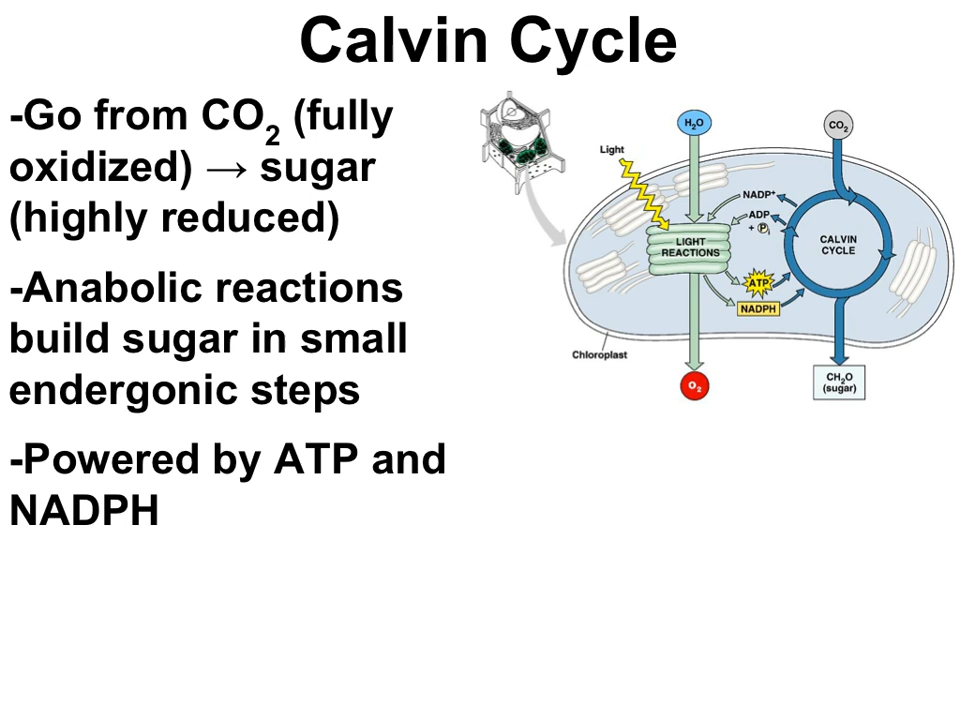 Calvin Cycle
-Go from CO₂ (fully
oxidized) → sugar
(highly reduced)
-Anabolic reactions
build sugar in small
endergonic steps
-Powered by ATP and
NADPH
H₂O
CO₂
Light
NADP⁺
ADP
+ Pᵢ
LIGHT
REACTIONS
CALVIN
CYCLE
ATP
NADPH
Chloroplast
O₂
CH₂O
(sugar)